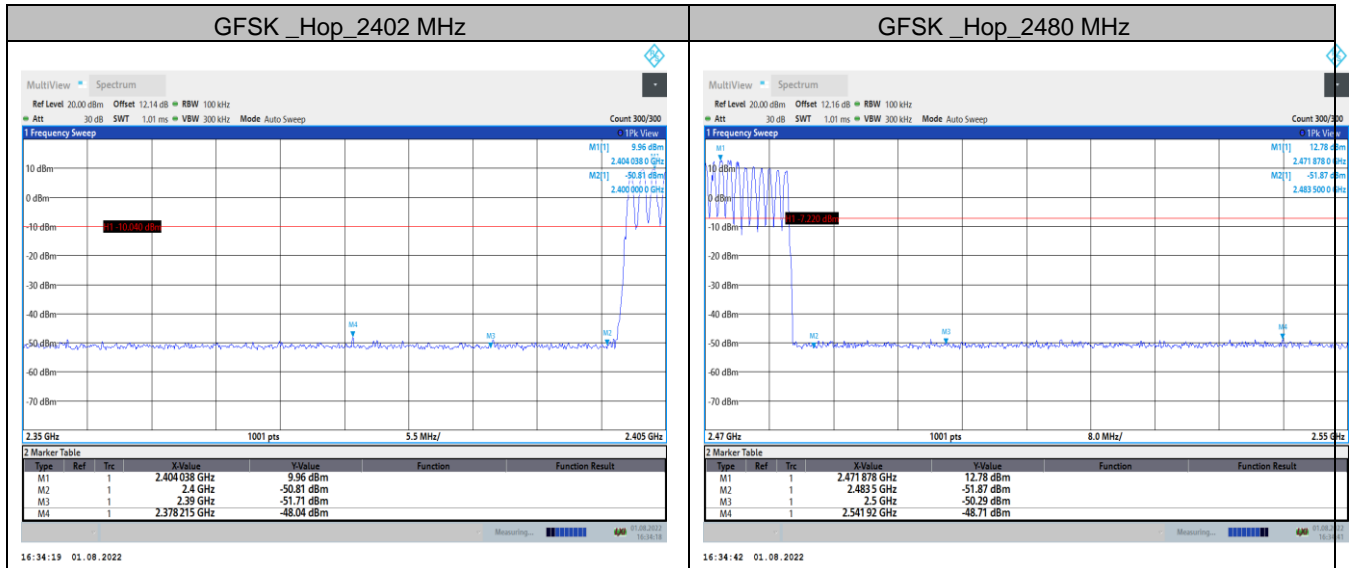 GFSK _Hop_2402 MHz
MultiView Spectrum
Ref Level 20.00 dBm Offset 12.14 dB RBW 100 kHz
Att 30 dB SWT 1.01 ms VBW 300 kHz Mode Auto Sweep Count 300/300
1 Frequency Sweep 1Pk View
M1[1] 9.96 dBm
2.404 038 0 GHz
M2[1] -50.81 dBm
2.400 000 0 GHz
10 dBm
0 dBm
-10 dBm
H1 -10.040 dBm
-20 dBm
-30 dBm
-40 dBm
-50 dBm
-60 dBm
-70 dBm
M4
M3
M2
2.35 GHz 1001 pts 5.5 MHz/ 2.405 GHz
2 Marker Table
Type Ref Trc X-Value Y-Value Function Function Result
M1 1 2.404 038 GHz 9.96 dBm
M2 1 2.4 GHz -50.81 dBm
M3 1 2.39 GHz -51.71 dBm
M4 1 2.378 215 GHz -48.04 dBm
Measuring... 01.08.2022
16:34:18
16:34:19 01.08.2022
GFSK _Hop_2480 MHz
MultiView Spectrum
Ref Level 20.00 dBm Offset 12.16 dB RBW 100 kHz
Att 30 dB SWT 1.01 ms VBW 300 kHz Mode Auto Sweep Count 300/300
1 Frequency Sweep 1Pk View
M1
M1[1] 12.78 dBm
2.471 878 0 GHz
M2[1] -51.87 dBm
2.483 500 0 GHz
10 dBm
0 dBm
H1 -7.220 dBm
-10 dBm
-20 dBm
-30 dBm
-40 dBm
-50 dBm
-60 dBm
-70 dBm
M2
M3
M4
2.47 GHz 1001 pts 8.0 MHz/ 2.55 GHz
2 Marker Table
Type Ref Trc X-Value Y-Value Function Function Result
M1 1 2.471 878 GHz 12.78 dBm
M2 1 2.483 5 GHz -51.87 dBm
M3 1 2.5 GHz -50.29 dBm
M4 1 2.541 92 GHz -48.71 dBm
Measuring... 01.08.2022
16:34:41
16:34:42 01.08.2022